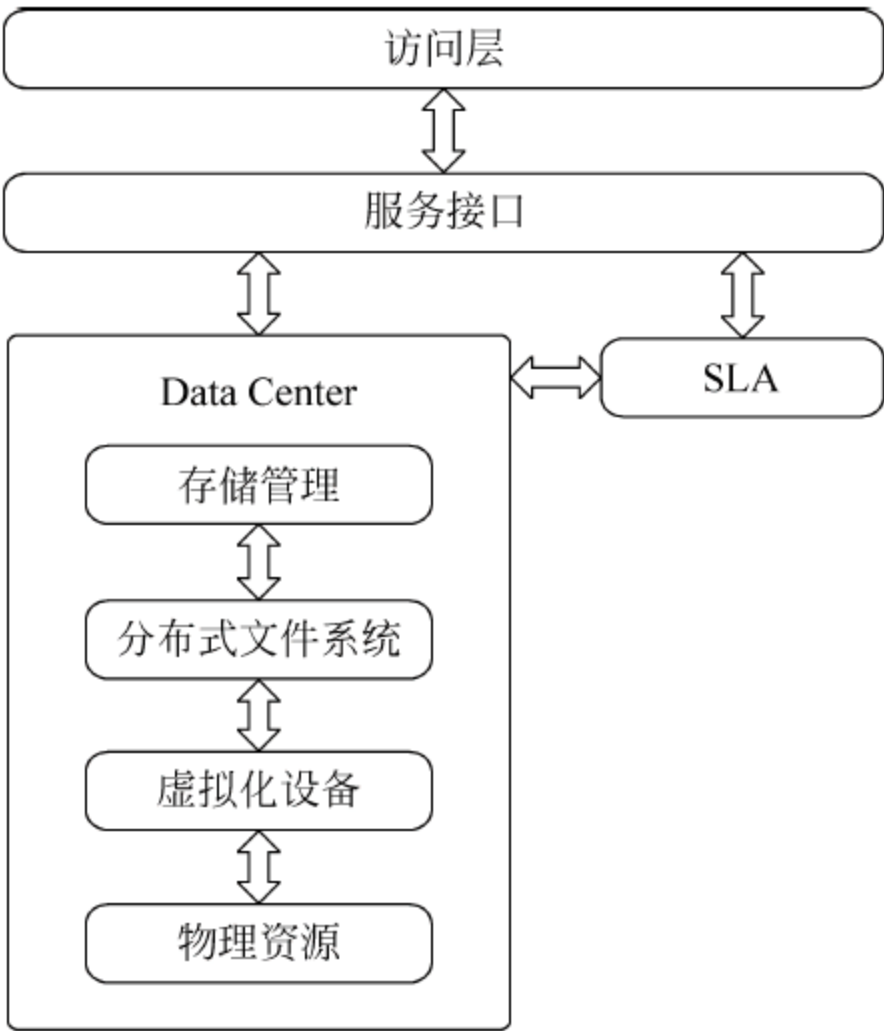 访问层
服务接口
Data Center
SLA
存储管理
分布式文件系统
虚拟化设备
物理资源